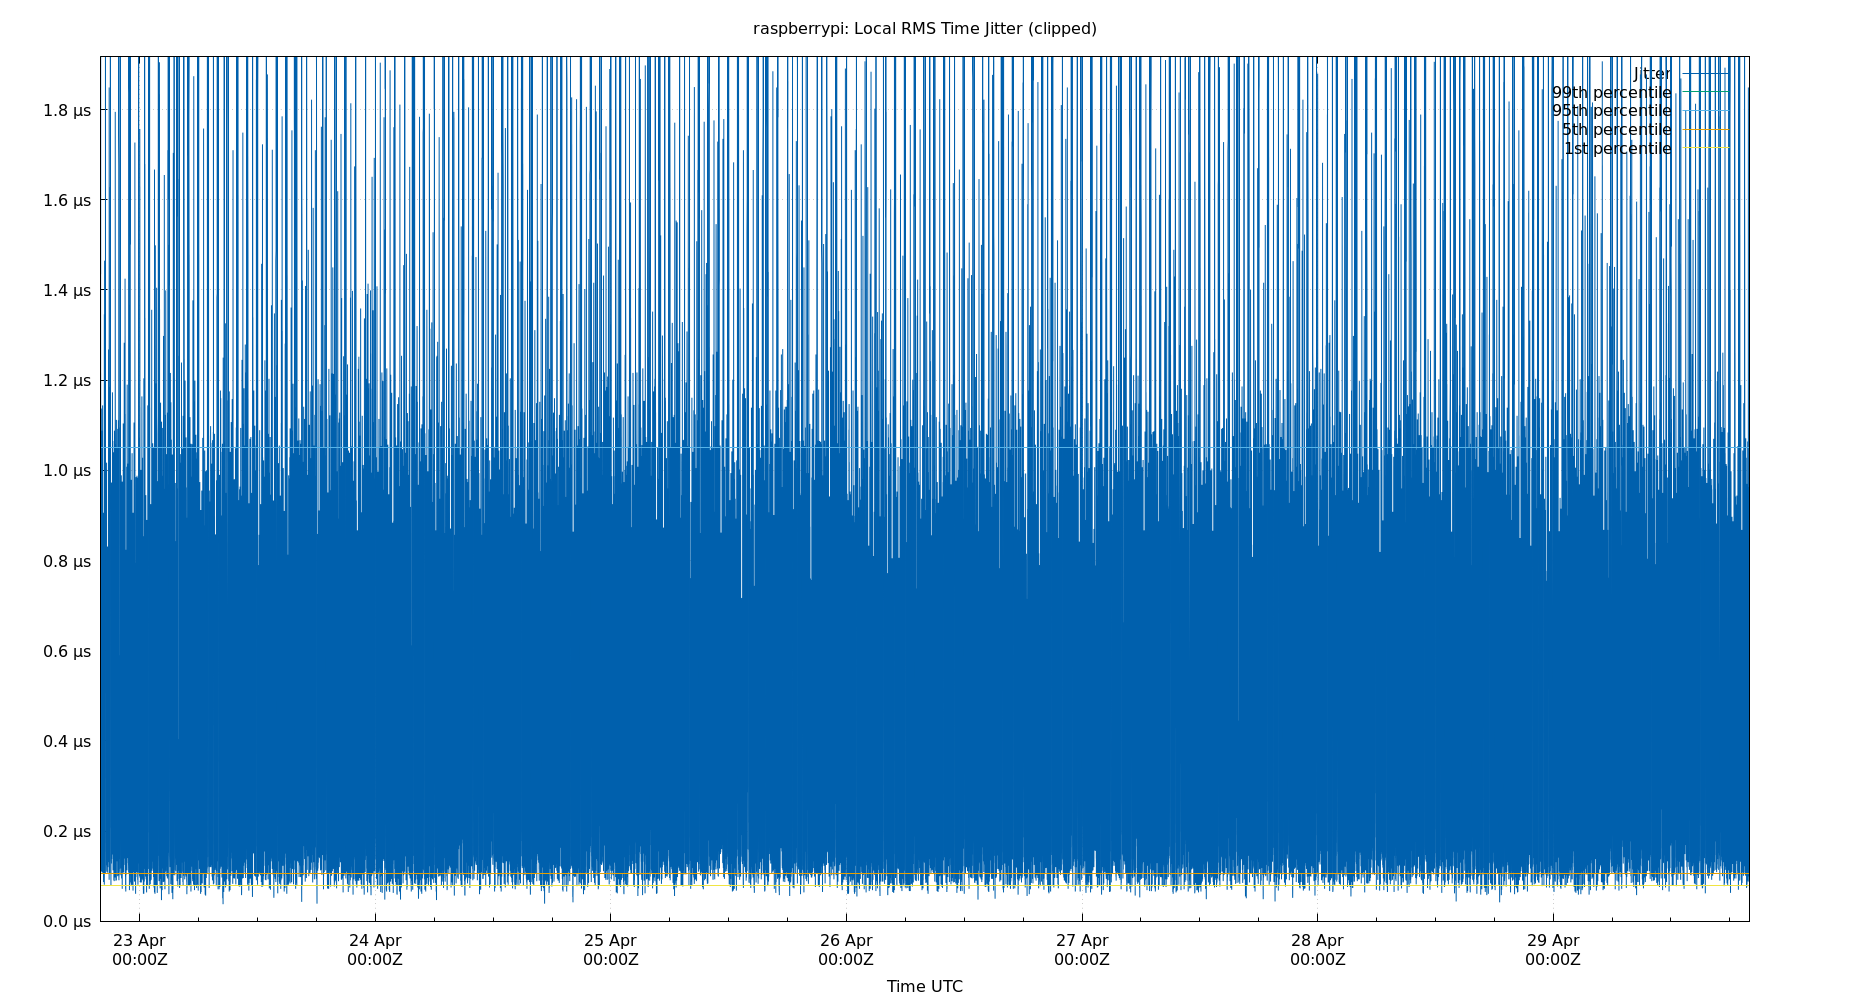 raspberrypi: Local RMS Time Jitter (clipped)
Jitter
99th percentile
95th percentile
5th percentile
1st percentile
1.8 µs
1.6 µs
1.4 µs
1.2 µs
1.0 µs
0.8 µs
0.6 µs
0.4 µs
0.2 µs
0.0 µs
23 Apr 24 Apr 25 Apr 26 Apr 27 Apr 28 Apr 29 Apr
00:00Z 00:00Z 00:00Z 00:00Z 00:00Z 00:00Z 00:00Z
Time UTC